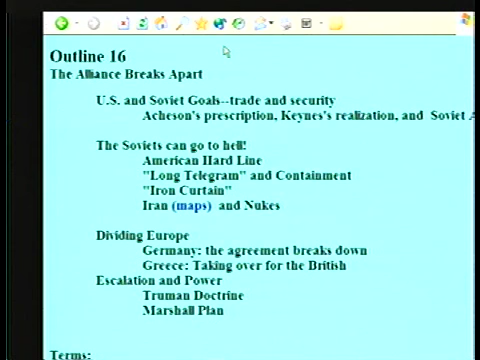 Outline 16
The Alliance Breaks Apart
U.S. and Soviet Goals--trade and security
Acheson's prescription, Keynes's realization, and Soviet
The Soviets can go to hell!
American Hard Line
"Long Telegram" and Containment
"Iron Curtain"
Iran (maps) and Nukes
Dividing Europe
Germany: the agreement breaks down
Greece: Taking over for the British
Escalation and Power
Truman Doctrine
Marshall Plan
Terms: